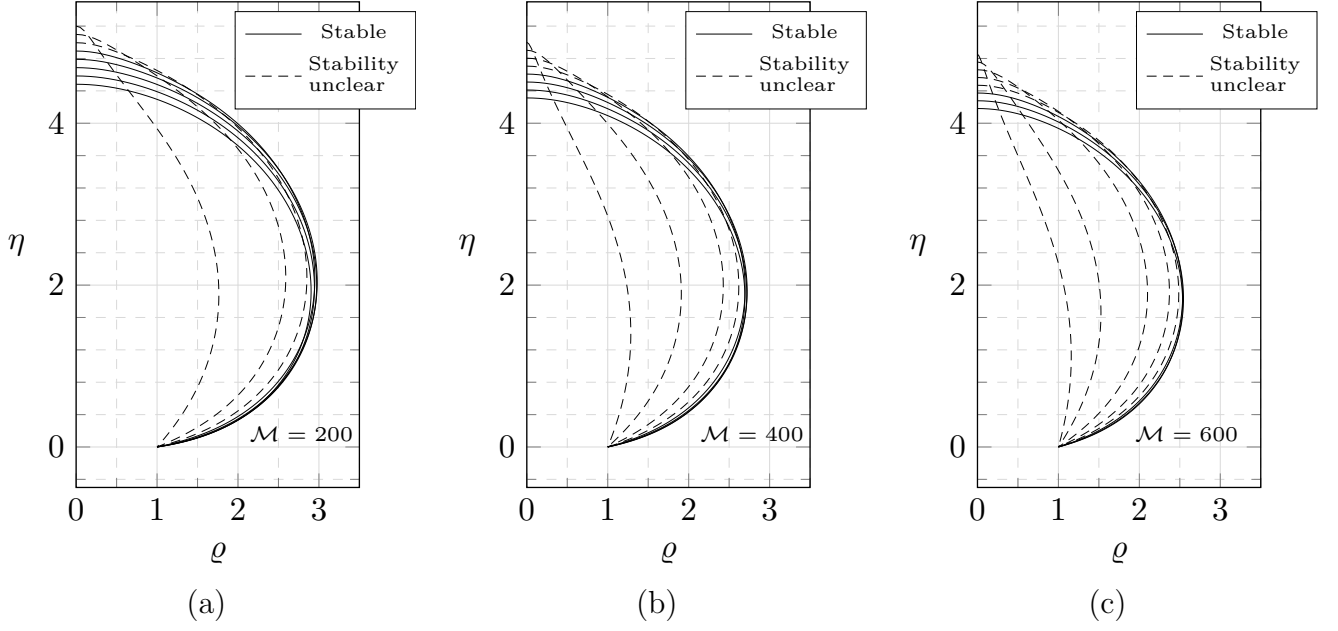 Stable
Stability
unclear
4
η
2
0
ℳ = 200
0 1 2 3
ϱ
(a)
Stable
Stability
unclear
4
η
2
0
ℳ = 400
0 1 2 3
ϱ
(b)
Stable
Stability
unclear
4
η
2
0
ℳ = 600
0 1 2 3
ϱ
(c)